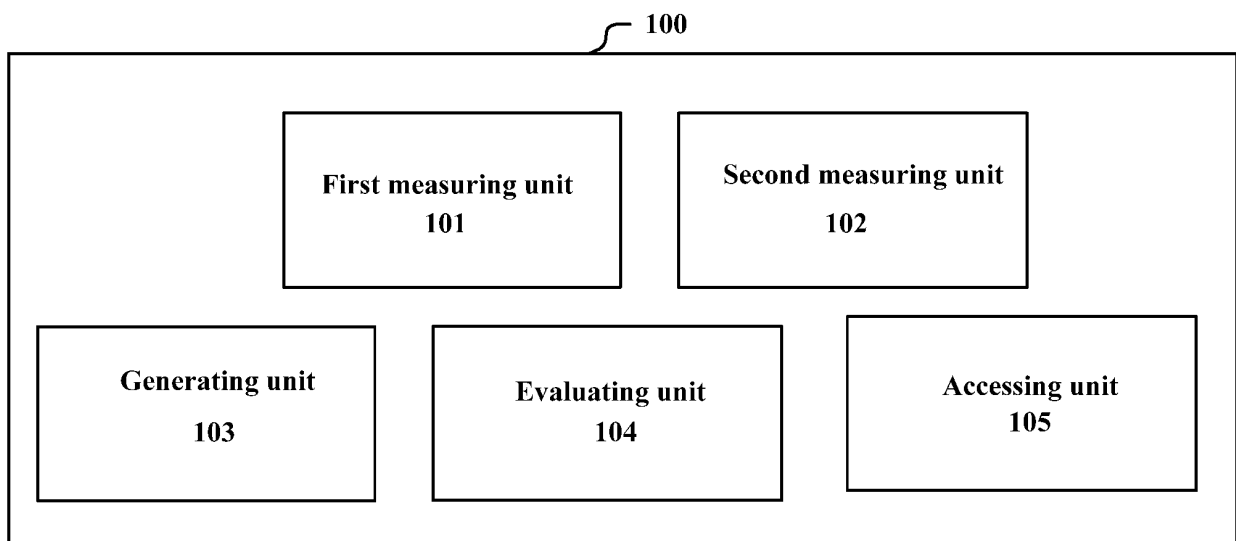 100
First measuring unit
101
Second measuring unit
102
Generating unit
103
Evaluating unit
104
Accessing unit
105